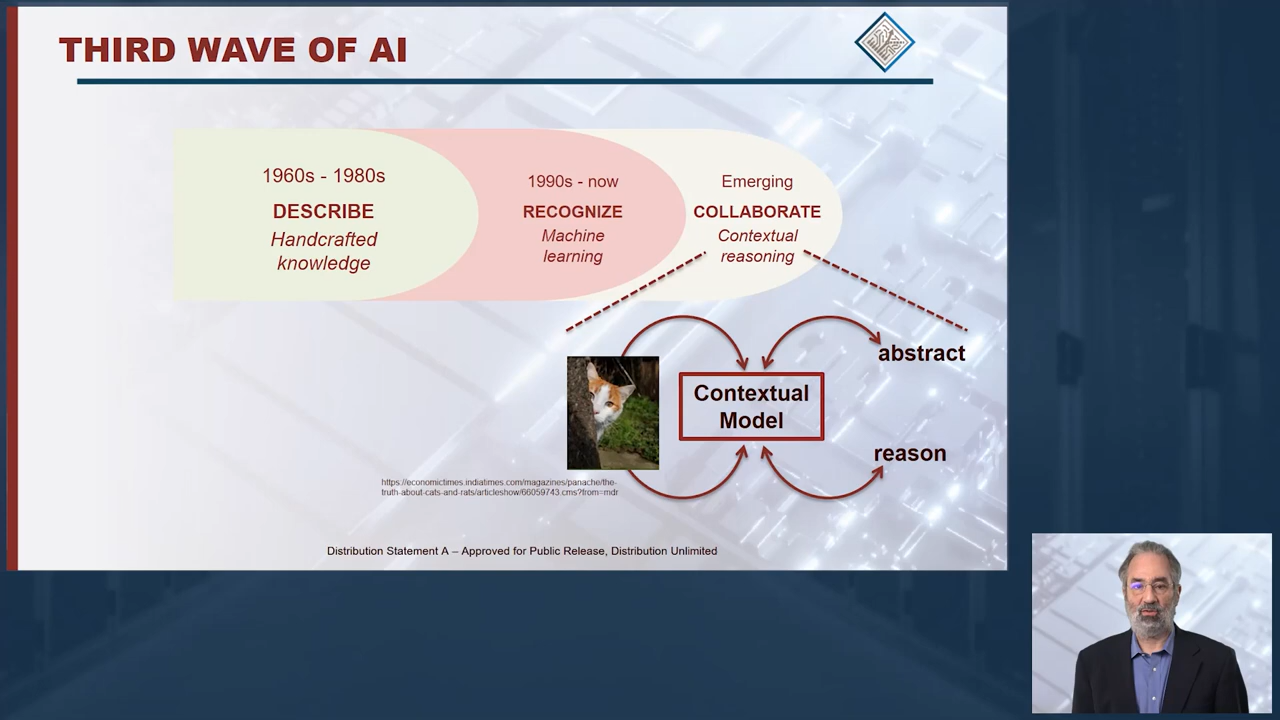 THIRD WAVE OF AI
1960s - 1980s
DESCRIBE
Handcrafted
knowledge
1990s - now
RECOGNIZE
Machine
learning
Emerging
COLLABORATE
Contextual
reasoning
abstract
Contextual
Model
reason
https://economictimes.indiatimes.com/magazines/panache/the-
truth-about-cats-and-rats/articleshow/66059743.cms?from=mdr
Distribution Statement A – Approved for Public Release, Distribution Unlimited